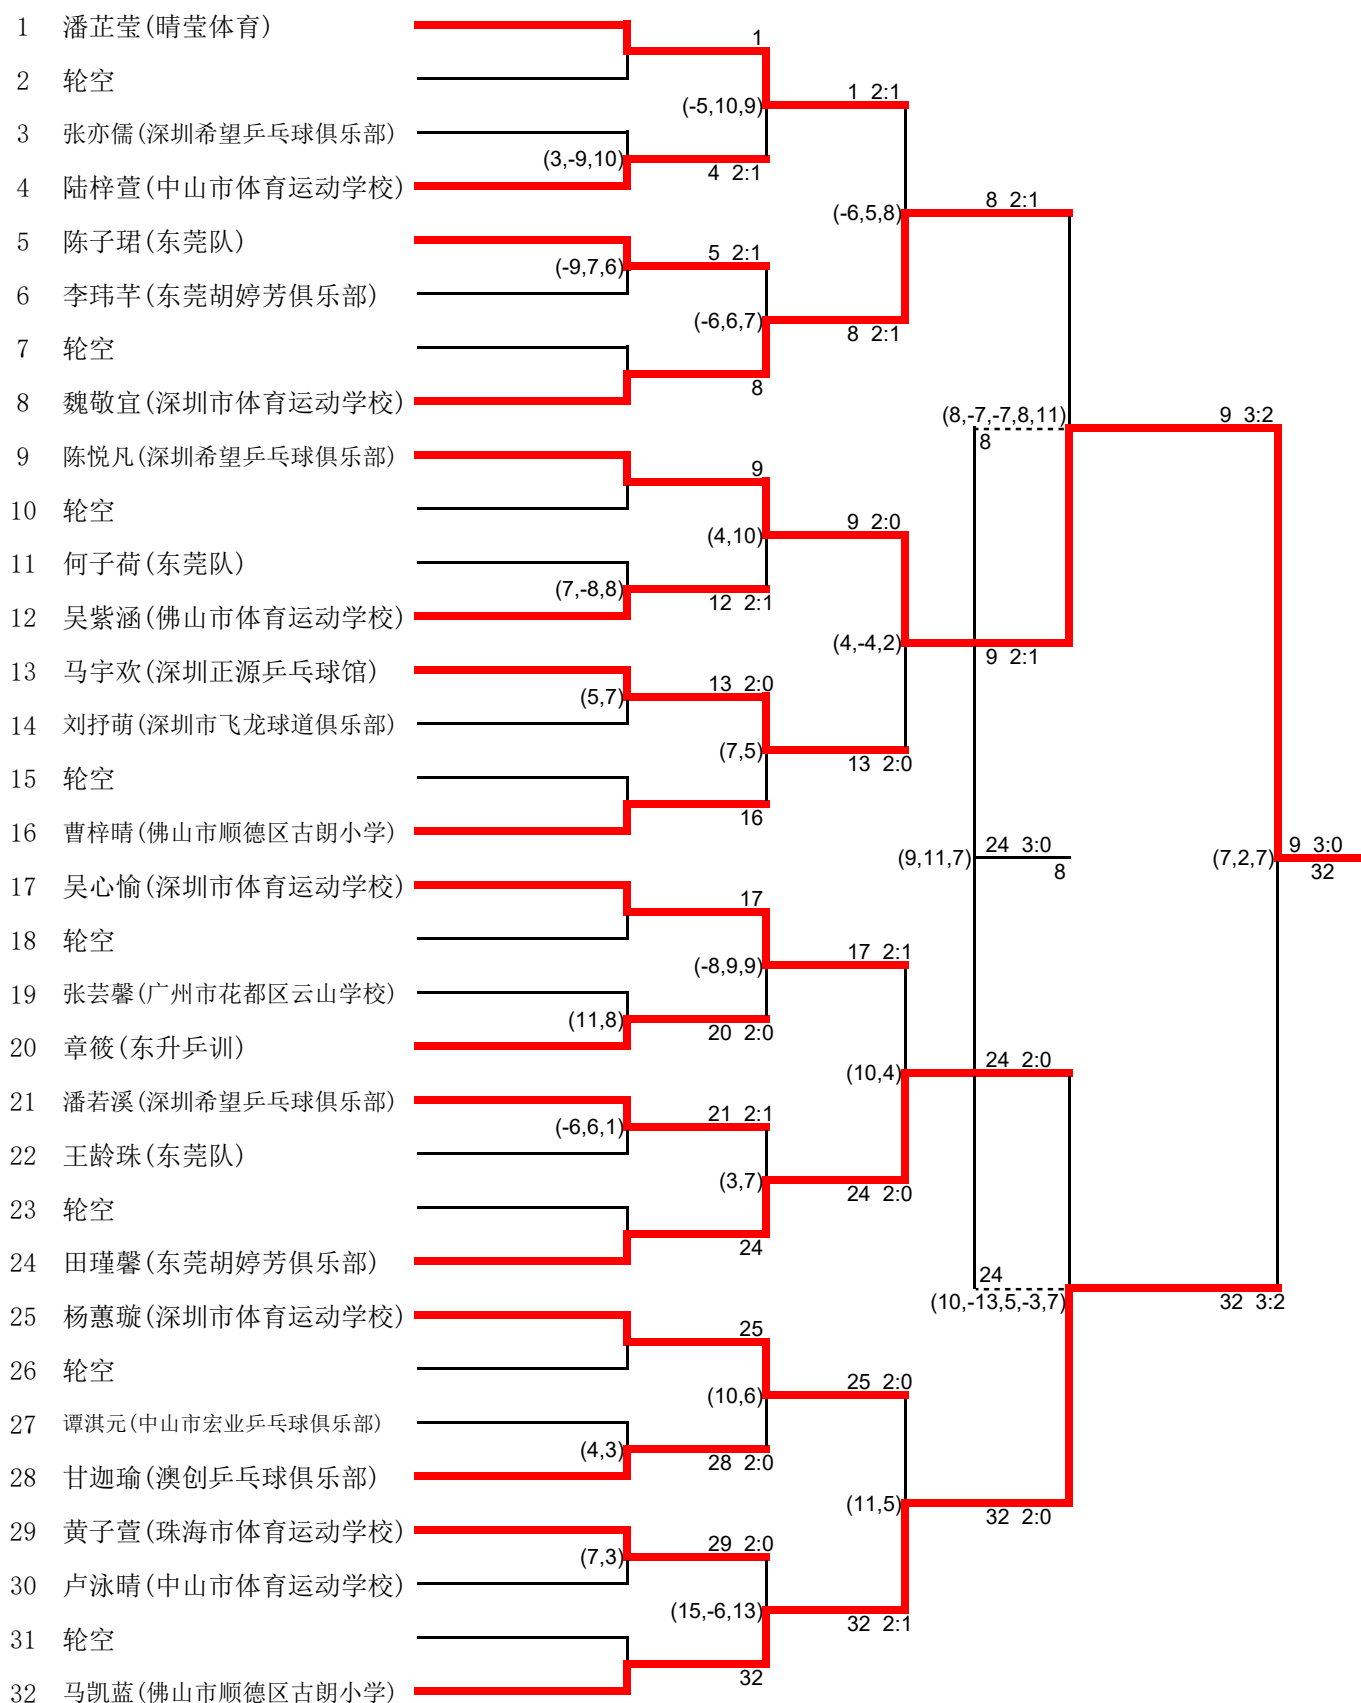 1 潘芷莹(晴莹体育)
1
2 轮空
(-5,10,9)
1 2:1
3 张亦儒(深圳希望乒乓球俱乐部)
(3,-9,10)
4 2:1
4 陆梓萱(中山市体育运动学校)
(-6,5,8)
8 2:1
5 陈子珺(东莞队)
(-9,7,6)
5 2:1
6 李玮芊(东莞胡婷芳俱乐部)
(-6,6,7)
8 2:1
7 轮空
8
8 魏敬宜(深圳市体育运动学校)
(8,-7,-7,8,11)
8
9 3:2
9 陈悦凡(深圳希望乒乓球俱乐部)
9
10 轮空
(4,10)
9 2:0
11 何子荷(东莞队)
(7,-8,8)
12 2:1
12 吴紫涵(佛山市体育运动学校)
(4,-4,2)
9 2:1
13 马宇欢(深圳正源乒乓球馆)
(5,7)
13 2:0
14 刘抒萌(深圳市飞龙球道俱乐部)
(7,5)
13 2:0
15 轮空
16
16 曹梓晴(佛山市顺德区古朗小学)
(9,11,7)
24 3:0
8
(7,2,7)
9 3:0
32
17 吴心愉(深圳市体育运动学校)
17
18 轮空
(-8,9,9)
17 2:1
19 张芸馨(广州市花都区云山学校)
(11,8)
20 2:0
20 章筱(东升乒训)
(10,4)
24 2:0
21 潘若溪(深圳希望乒乓球俱乐部)
(-6,6,1)
21 2:1
22 王龄珠(东莞队)
(3,7)
24 2:0
23 轮空
24
24 田瑾馨(东莞胡婷芳俱乐部)
24
(10,-13,5,-3,7)
32 3:2
25 杨蕙璇(深圳市体育运动学校)
25
26 轮空
(10,6)
25 2:0
27 谭淇元(中山市宏业乒乓球俱乐部)
(4,3)
28 2:0
28 甘迦瑜(澳创乒乓球俱乐部)
(11,5)
32 2:0
29 黄子萱(珠海市体育运动学校)
(7,3)
29 2:0
30 卢泳晴(中山市体育运动学校)
(15,-6,13)
32 2:1
31 轮空
32
32 马凯蓝(佛山市顺德区古朗小学)